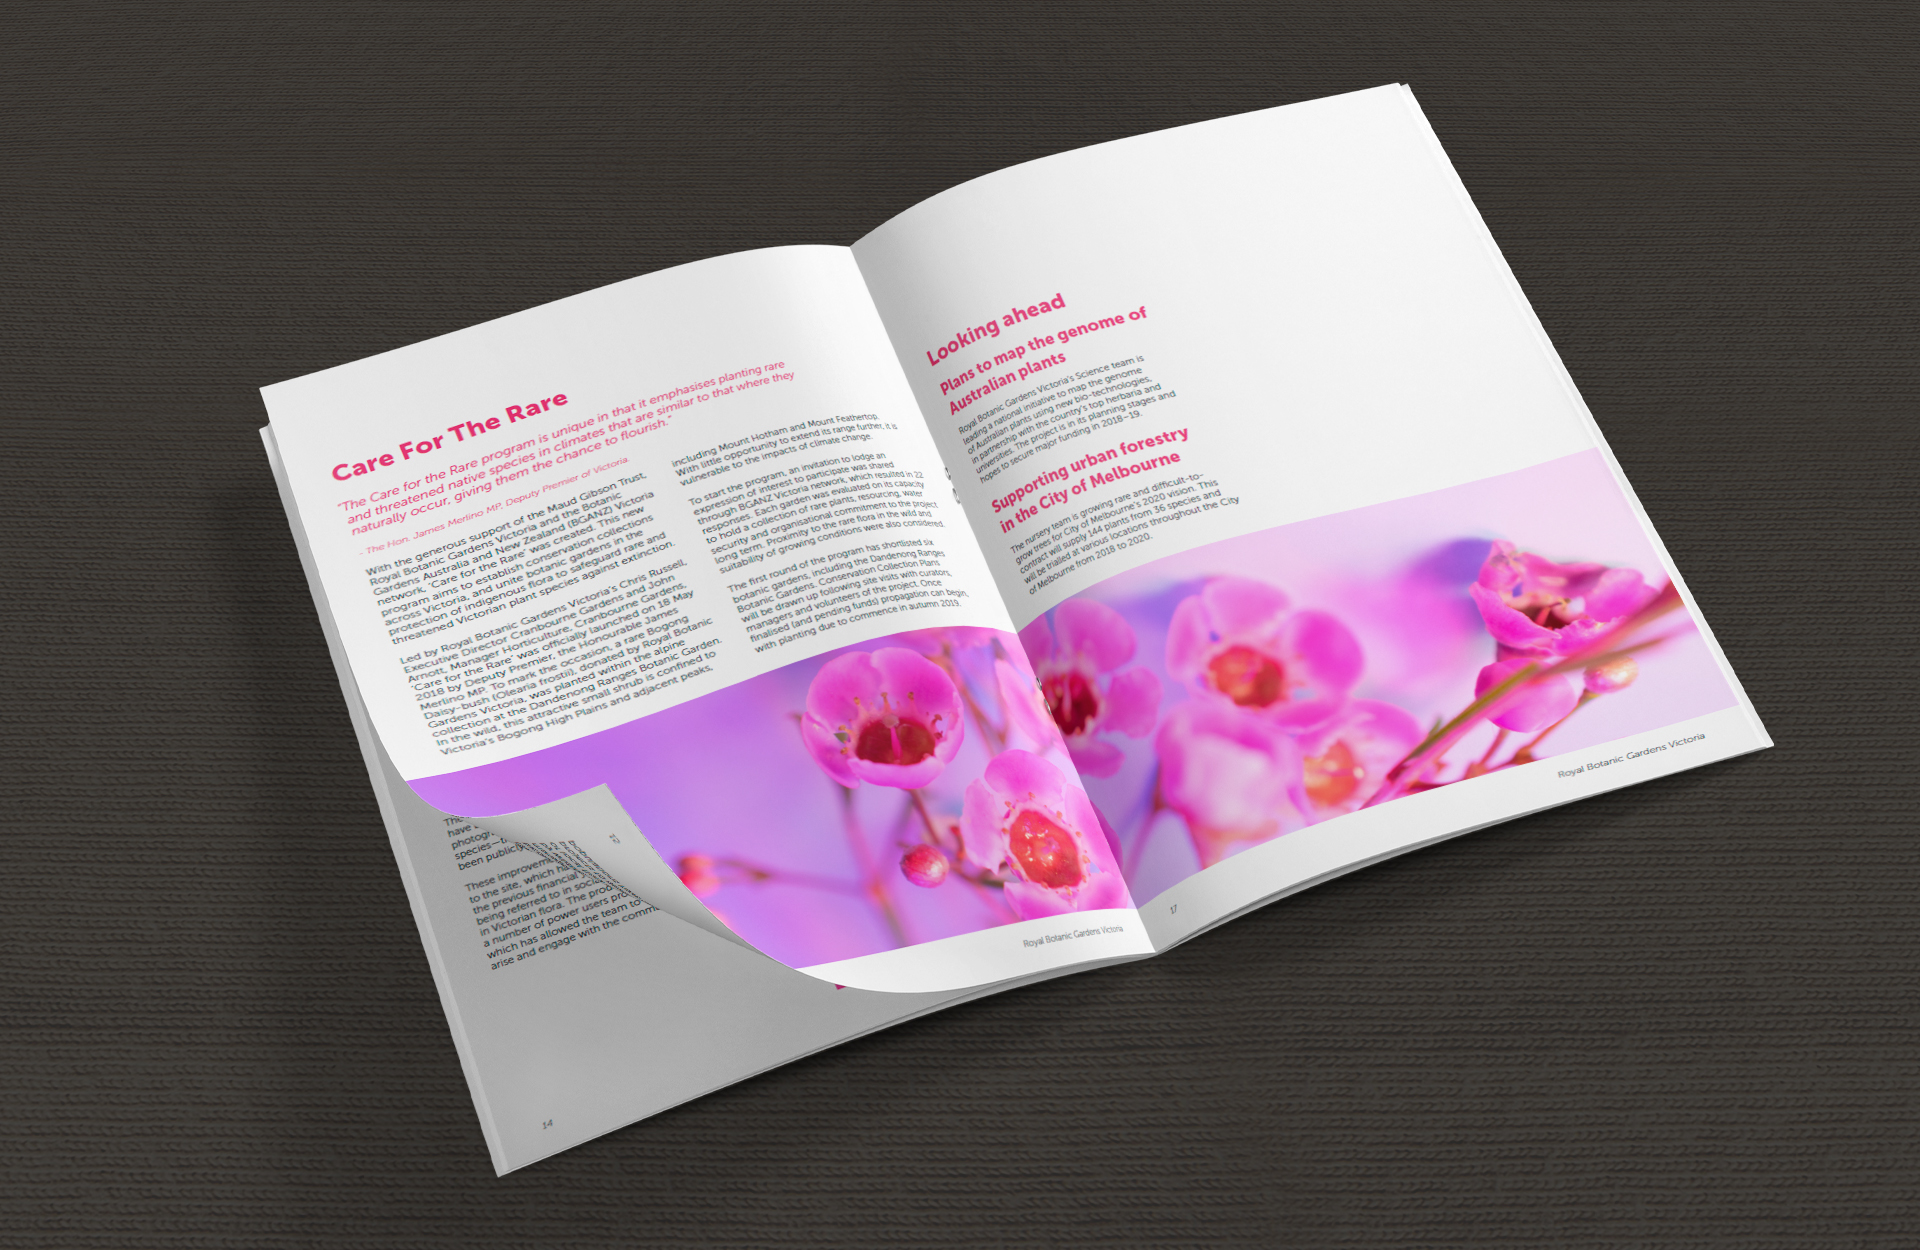 Care For The Rare
"The Care for the Rare program is unique in that it emphasises planting rare
and threatened native species in climates that are similar to that where they
naturally occur, giving them the chance to flourish."
- The Hon. James Merlino MP, Deputy Premier of Victoria.
With the generous support of the Maud Gibson Trust,
Royal Botanic Gardens Victoria and the Botanic
Gardens Australia and New Zealand (BGANZ) Victoria
network, 'Care for the Rare' was created. This new
program aims to establish conservation collections
across Victoria, and unite botanic gardens in the
protection of indigenous flora to safeguard rare and
threatened Victorian plant species against extinction.
Led by Royal Botanic Gardens Victoria's Chris Russell,
Executive Director Cranbourne Gardens and John
Arnott, Manager Horticulture, Cranbourne Gardens,
'Care for the Rare' was officially launched on 18 May
2018 by Deputy Premier, the Honourable James
Merlino MP. To mark the occasion, a rare Bogong
Daisy-bush (Olearia frostii), donated by Royal Botanic
Gardens Victoria, was planted within the alpine
collection at the Dandenong Ranges Botanic Garden.
In the wild, this attractive small shrub is confined to
Victoria's Bogong High Plains and adjacent peaks,
including Mount Hotham and Mount Feathertop.
With little opportunity to extend its range further, it is
vulnerable to the impacts of climate change.
To start the program, an invitation to lodge an
expression of interest to participate was shared
through BGANZ Victoria network, which resulted in 22
responses. Each garden was evaluated on its capacity
to hold a collection of rare plants, resourcing, water
security and organisational commitment to the project
long term. Proximity to the rare flora in the wild and
suitability of growing conditions were also considered.
The first round of the program has shortlisted six
botanic gardens, including the Dandenong Ranges
Botanic Gardens. Conservation Collection Plans
will be drawn up following site visits with curators,
managers and volunteers of the project. Once
finalised (and pending funds) propagation can begin,
with planting due to commence in autumn 2019.
Royal Botanic Gardens Victoria
Looking ahead
Plans to map the genome of
Australian plants
Royal Botanic Gardens Victoria's Science team is
leading a national initiative to map the genome
of Australian plants using new bio-technologies,
in partnership with the country's top herbaria and
universities. The project is in its planning stages and
hopes to secure major funding in 2018–19.
Supporting urban forestry
in the City of Melbourne
The nursery team is growing rare and difficult-to-
grow trees for City of Melbourne's 2020 vision. This
contract will supply 144 plants from 36 species and
will be trialled at various locations throughout the City
of Melbourne from 2018 to 2020.
17
Royal Botanic Gardens Victoria
have
species—
been publicly
These improvem
to the site, which ha
the previous financial
being referred to in socia
in Victorian flora. The prod
a number of power users pro
which has allowed the team to
arise and engage with the comm
14